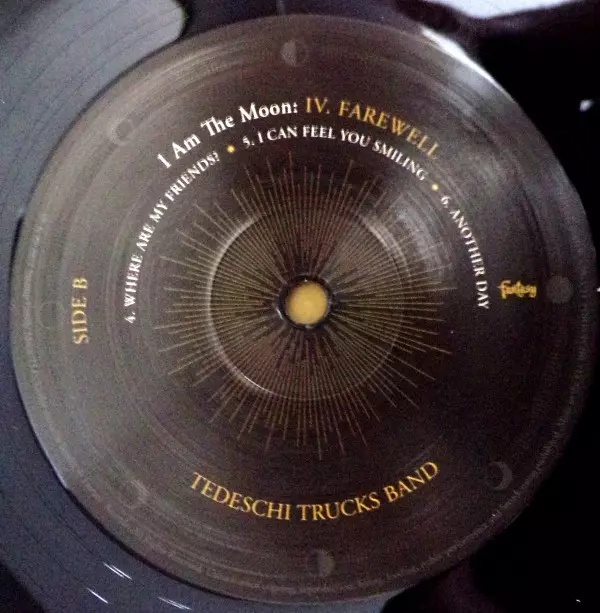 I Am The Moon: IV. FAREWELL
4. WHERE ARE MY FRIENDS? • 5. I CAN FEEL YOU SMILING • 6. ANOTHER DAY
SIDE B
fantasy
TEDESCHI TRUCKS BAND